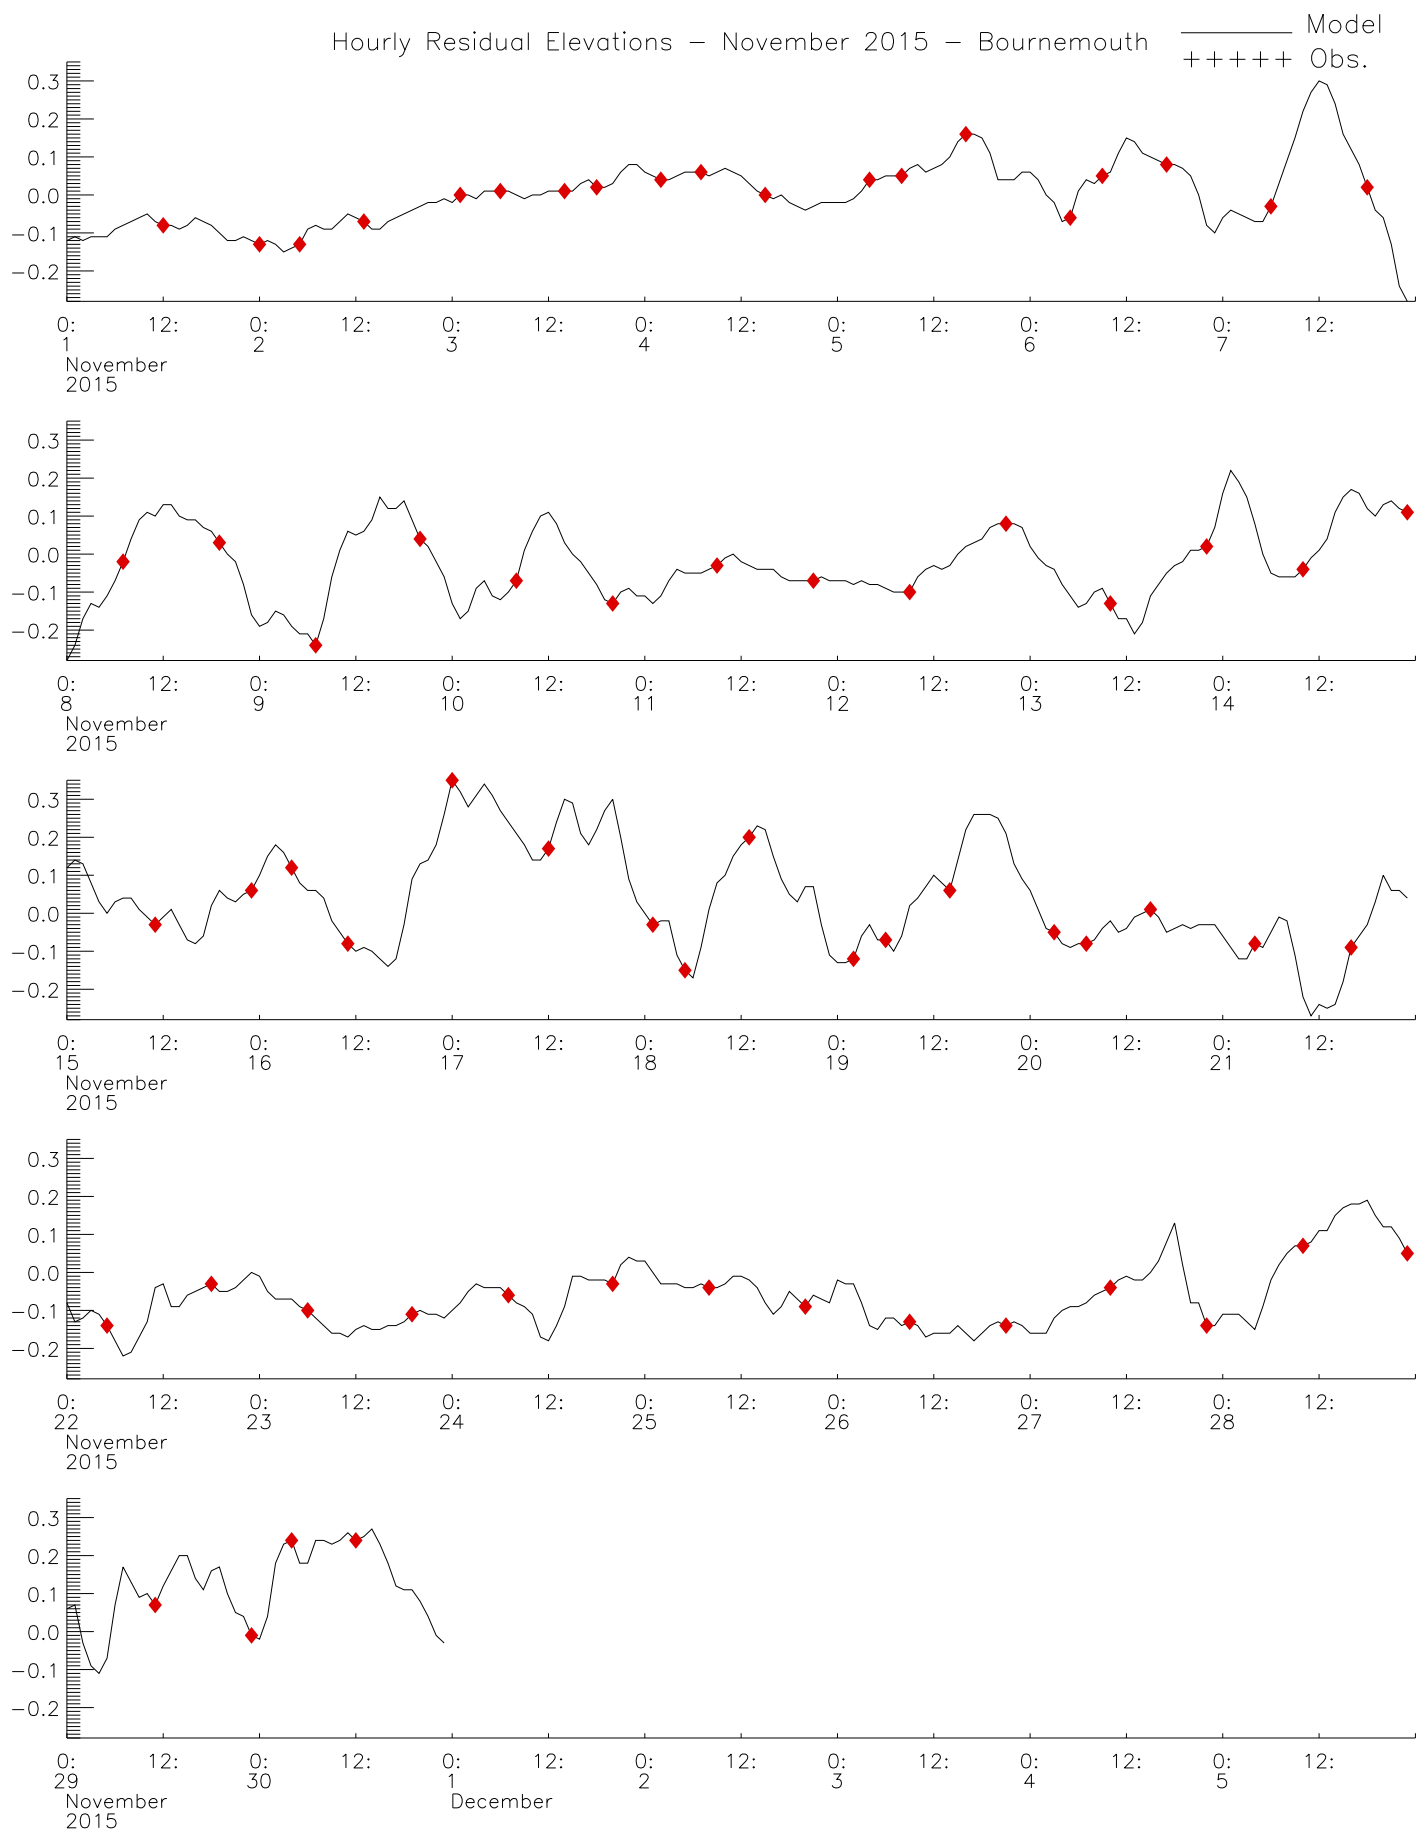 Hourly Residual Elevations – November 2015 – Bournemouth
Model
+++++ Obs.
0.3
0.2
0.1
0.0
−0.1
−0.2
0: 12: 0: 12: 0: 12: 0: 12: 0: 12: 0: 12: 0: 12:
1 2 3 4 5 6 7
November
2015
0.3
0.2
0.1
0.0
−0.1
−0.2
0: 12: 0: 12: 0: 12: 0: 12: 0: 12: 0: 12: 0: 12:
8 9 10 11 12 13 14
November
2015
0.3
0.2
0.1
0.0
−0.1
−0.2
0: 12: 0: 12: 0: 12: 0: 12: 0: 12: 0: 12: 0: 12:
15 16 17 18 19 20 21
November
2015
0.3
0.2
0.1
0.0
−0.1
−0.2
0: 12: 0: 12: 0: 12: 0: 12: 0: 12: 0: 12: 0: 12:
22 23 24 25 26 27 28
November
2015
0.3
0.2
0.1
0.0
−0.1
−0.2
0: 12: 0: 12: 0: 12: 0: 12: 0: 12: 0: 12: 0: 12:
29 30 1 2 3 4 5
November December
2015